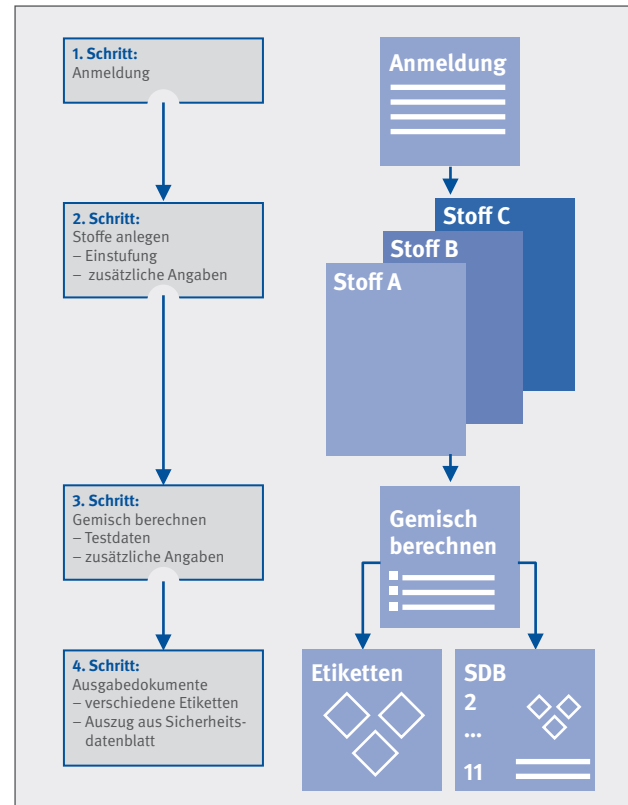 1. Schritt:
Anmeldung
2. Schritt:
Stoffe anlegen
– Einstufung
– zusätzliche Angaben
3. Schritt:
Gemisch berechnen
– Testdaten
– zusätzliche Angaben
4. Schritt:
Ausgabedokumente
– verschiedene Etiketten
– Auszug aus Sicherheits-
datenblatt
Anmeldung
Stoff C
Stoff B
Stoff A
Gemisch
berechnen
Etiketten
SDB
2
...
11